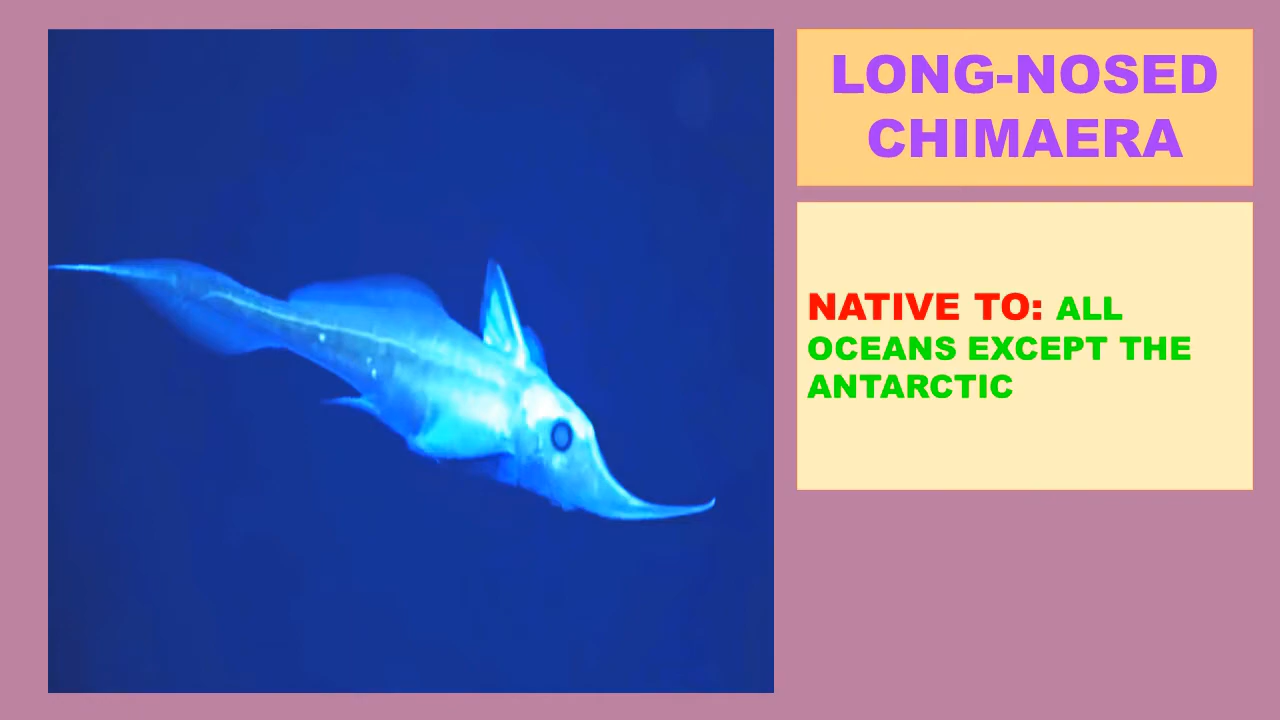 LONG-NOSED
CHIMAERA
NATIVE TO: ALL
OCEANS EXCEPT THE
ANTARCTIC